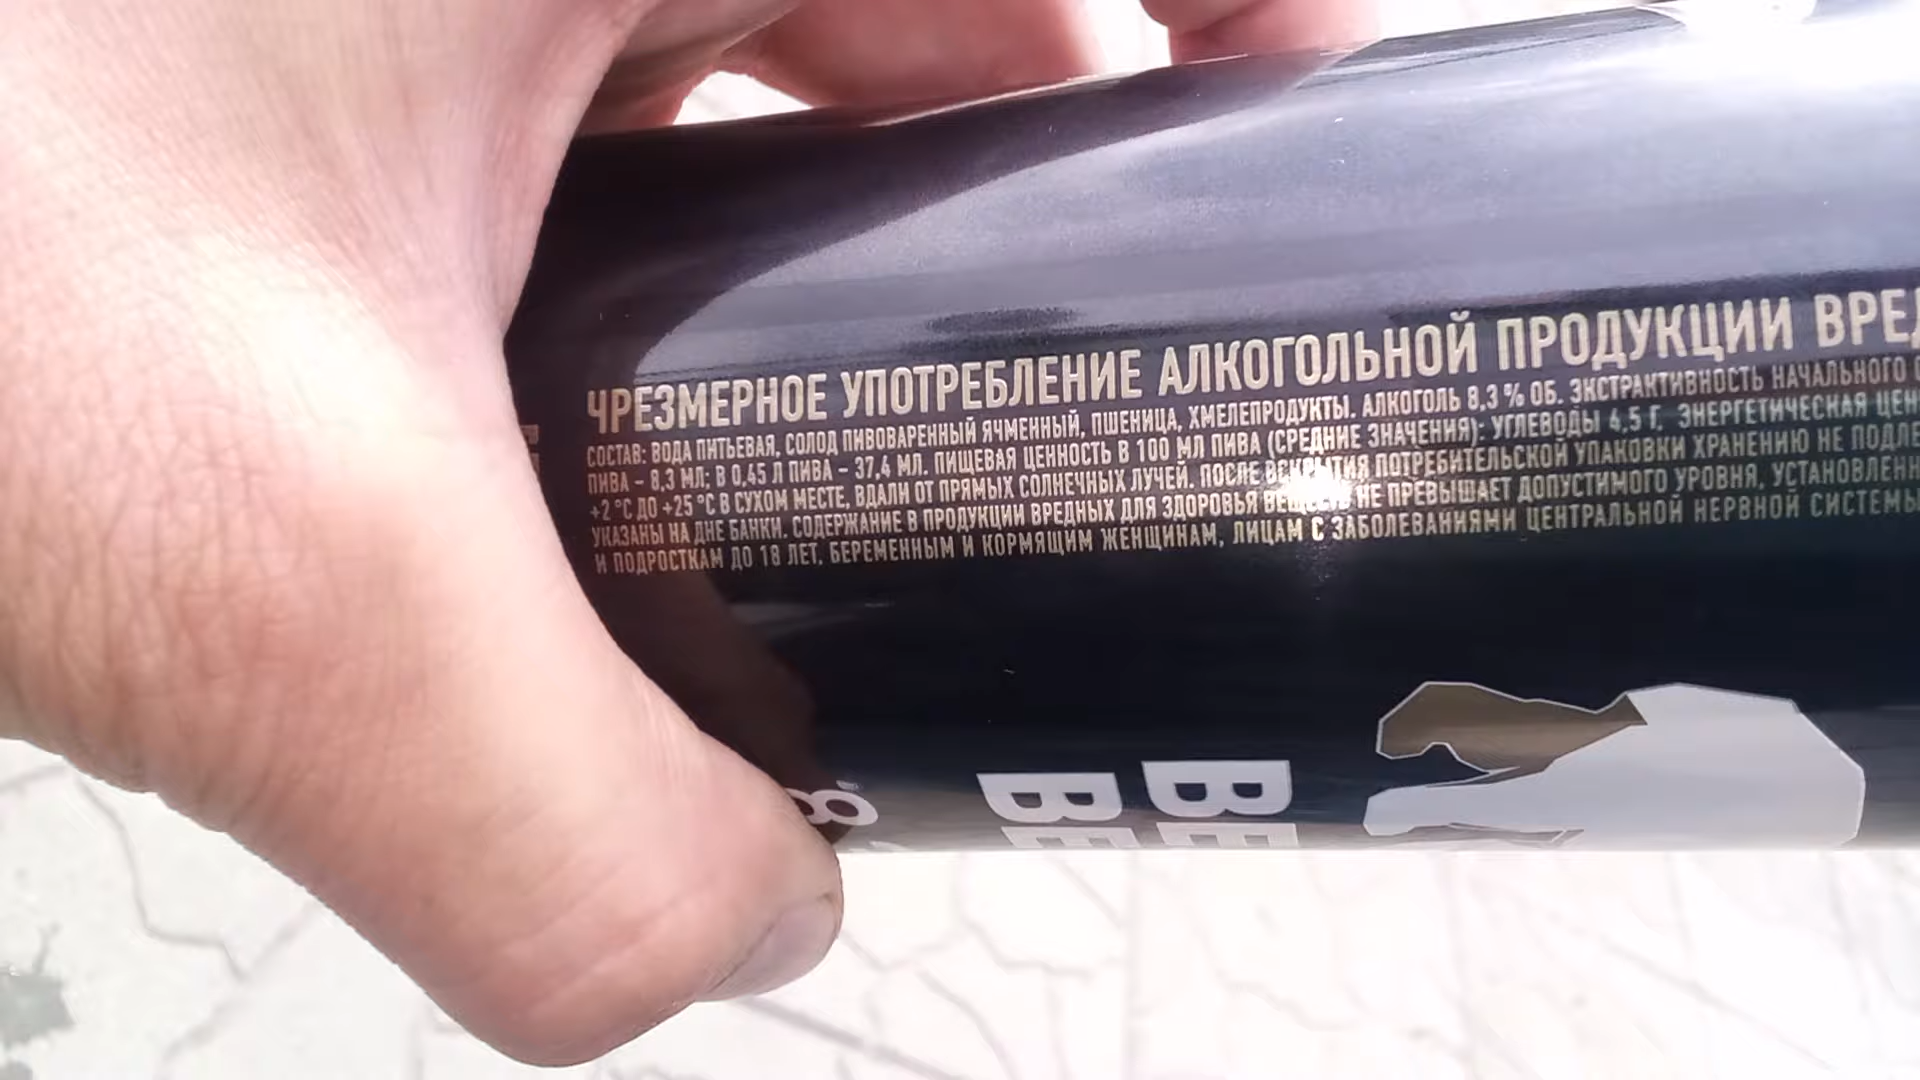 ЧРЕЗМЕРНОЕ УПОТРЕБЛЕНИЕ АЛКОГОЛЬНОЙ ПРОДУКЦИИ ВРЕД
СОСТАВ: ВОДА ПИТЬЕВАЯ, СОЛОД ПИВОВАРЕННЫЙ ЯЧМЕННЫЙ, ПШЕНИЦА, ХМЕЛЕПРОДУКТЫ. АЛКОГОЛЬ 8,3 % ОБ. ЭКСТРАКТИВНОСТЬ НАЧАЛЬНОГО
ПИВА – 8,3 МЛ; В 0,45 Л ПИВА – 37,4 МЛ. ПИЩЕВАЯ ЦЕННОСТЬ В 100 МЛ ПИВА (СРЕДНИЕ ЗНАЧЕНИЯ): УГЛЕВОДЫ 4,5 Г, ЭНЕРГЕТИЧЕСКАЯ ЦЕН
+2 °С ДО +25 °С В СУХОМ МЕСТЕ, ВДАЛИ ОТ ПРЯМЫХ СОЛНЕЧНЫХ ЛУЧЕЙ. ПОСЛЕ ВСКРЫТИЯ ПОТРЕБИТЕЛЬСКОЙ УПАКОВКИ ХРАНЕНИЮ НЕ ПОДЛЕ
УКАЗАНЫ НА ДНЕ БАНКИ. СОДЕРЖАНИЕ В ПРОДУКЦИИ ВРЕДНЫХ ДЛЯ ЗДОРОВЬЯ ВЕЩЕСТВ НЕ ПРЕВЫШАЕТ ДОПУСТИМОГО УРОВНЯ, УСТАНОВЛЕНН
И ПОДРОСТКАМ ДО 18 ЛЕТ, БЕРЕМЕННЫМ И КОРМЯЩИМ ЖЕНЩИНАМ, ЛИЦАМ С ЗАБОЛЕВАНИЯМИ ЦЕНТРАЛЬНОЙ НЕРВНОЙ СИСТЕМЫ
BE
BE
8